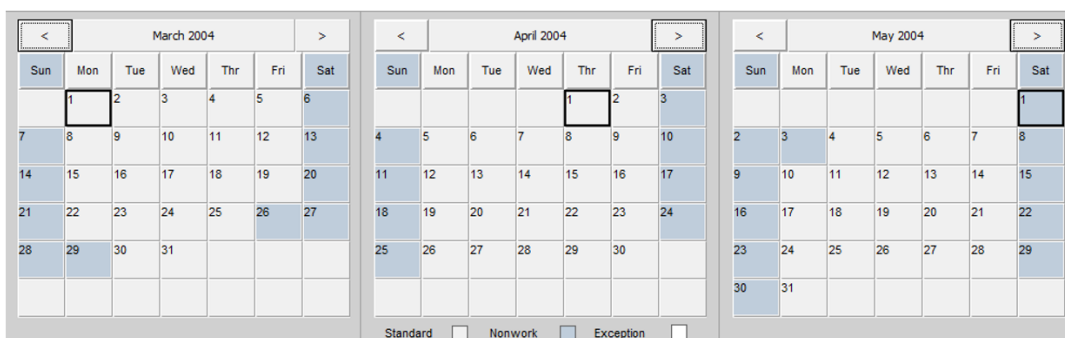 < March 2004 >
Sun Mon Tue Wed Thr Fri Sat
1 2 3 4 5 6
7 8 9 10 11 12 13
14 15 16 17 18 19 20
21 22 23 24 25 26 27
28 29 30 31
< April 2004 >
Sun Mon Tue Wed Thr Fri Sat
1 2 3
4 5 6 7 8 9 10
11 12 13 14 15 16 17
18 19 20 21 22 23 24
25 26 27 28 29 30
< May 2004 >
Sun Mon Tue Wed Thr Fri Sat
1
2 3 4 5 6 7 8
9 10 11 12 13 14 15
16 17 18 19 20 21 22
23 24 25 26 27 28 29
30 31
Standard Nonwork Exception